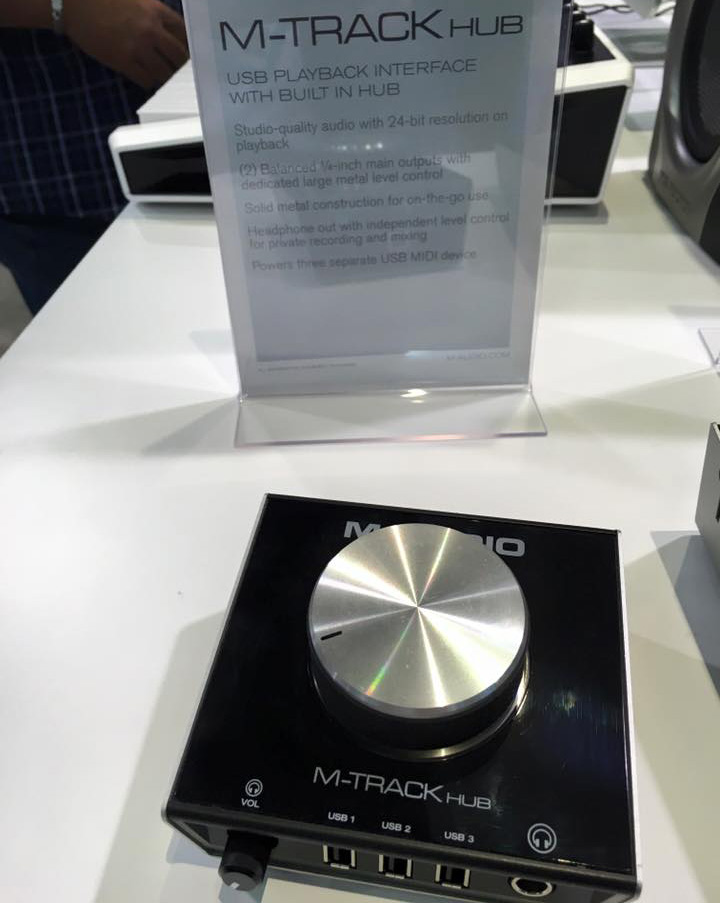 M-TRACK HUB
USB PLAYBACK INTERFACE
WITH BUILT IN HUB
Studio-quality audio with 24-bit resolution on
playback
(2) Balanced ¼-inch main outputs with
dedicated large metal level control
Solid metal construction for on-the-go use
Headphone out with independent level control
for private recording and mixing
Powers three separate USB MIDI device
M-AUDIO.COM
M-TRACK HUB
VOL
USB 1
USB 2
USB 3